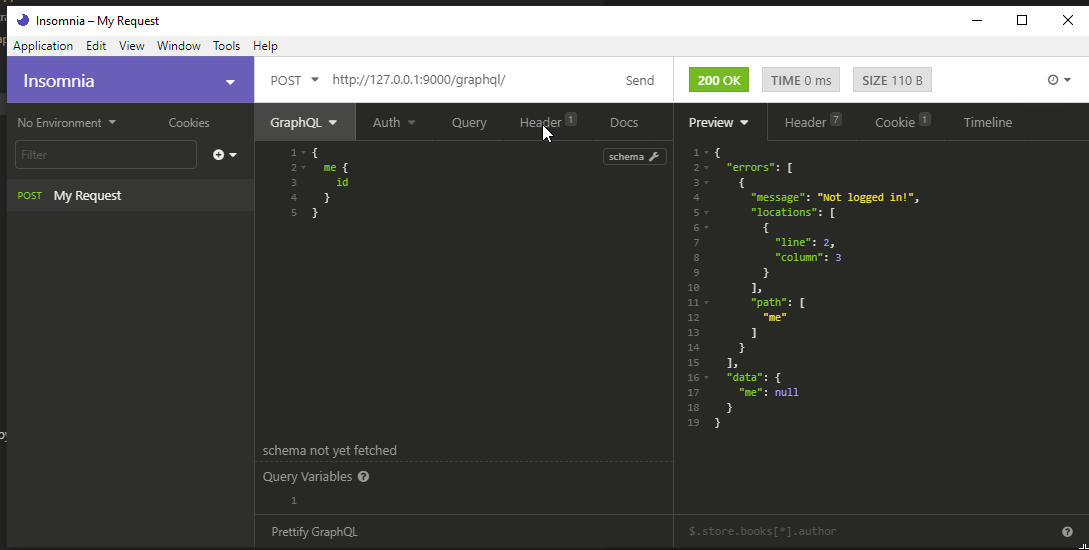 Insomnia – My Request
Application Edit View Window Tools Help
Insomnia
POST http://127.0.0.1:9000/graphql/ Send
200 OK TIME 0 ms SIZE 110 B
No Environment Cookies
GraphQL Auth Query Header 1 Docs
Preview Header 7 Cookie 1 Timeline
Filter
POST My Request
schema
1 {
2 me {
3 id
4 }
5 }
schema not yet fetched
Query Variables ?
1
Prettify GraphQL
1 {
2 "errors": [
3 {
4 "message": "Not logged in!",
5 "locations": [
6 {
7 "line": 2,
8 "column": 3
9 }
10 ],
11 "path": [
12 "me"
13 ]
14 }
15 ],
16 "data": {
17 "me": null
18 }
19 }
$.store.books[*].author ?